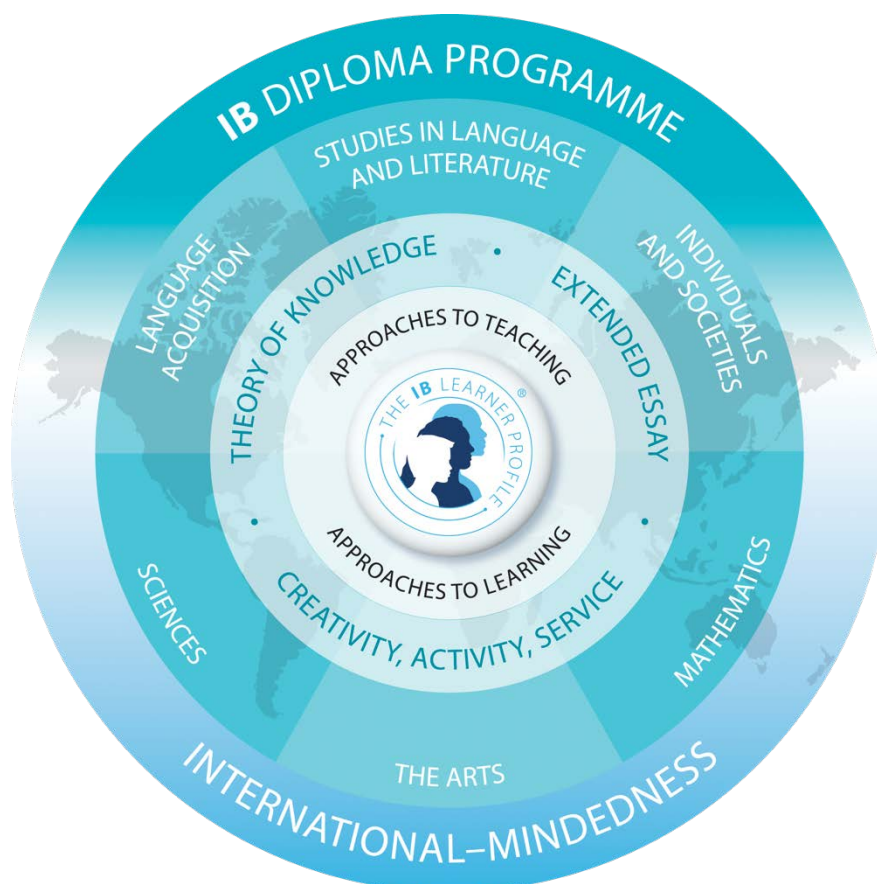 IB DIPLOMA PROGRAMME
STUDIES IN LANGUAGE
AND LITERATURE
LANGUAGE
ACQUISITION
INDIVIDUALS
AND SOCIETIES
THEORY OF KNOWLEDGE
EXTENDED ESSAY
APPROACHES TO TEACHING
THE IB LEARNER PROFILE®
APPROACHES TO LEARNING
CREATIVITY, ACTIVITY, SERVICE
SCIENCES
MATHEMATICS
THE ARTS
INTERNATIONAL–MINDEDNESS